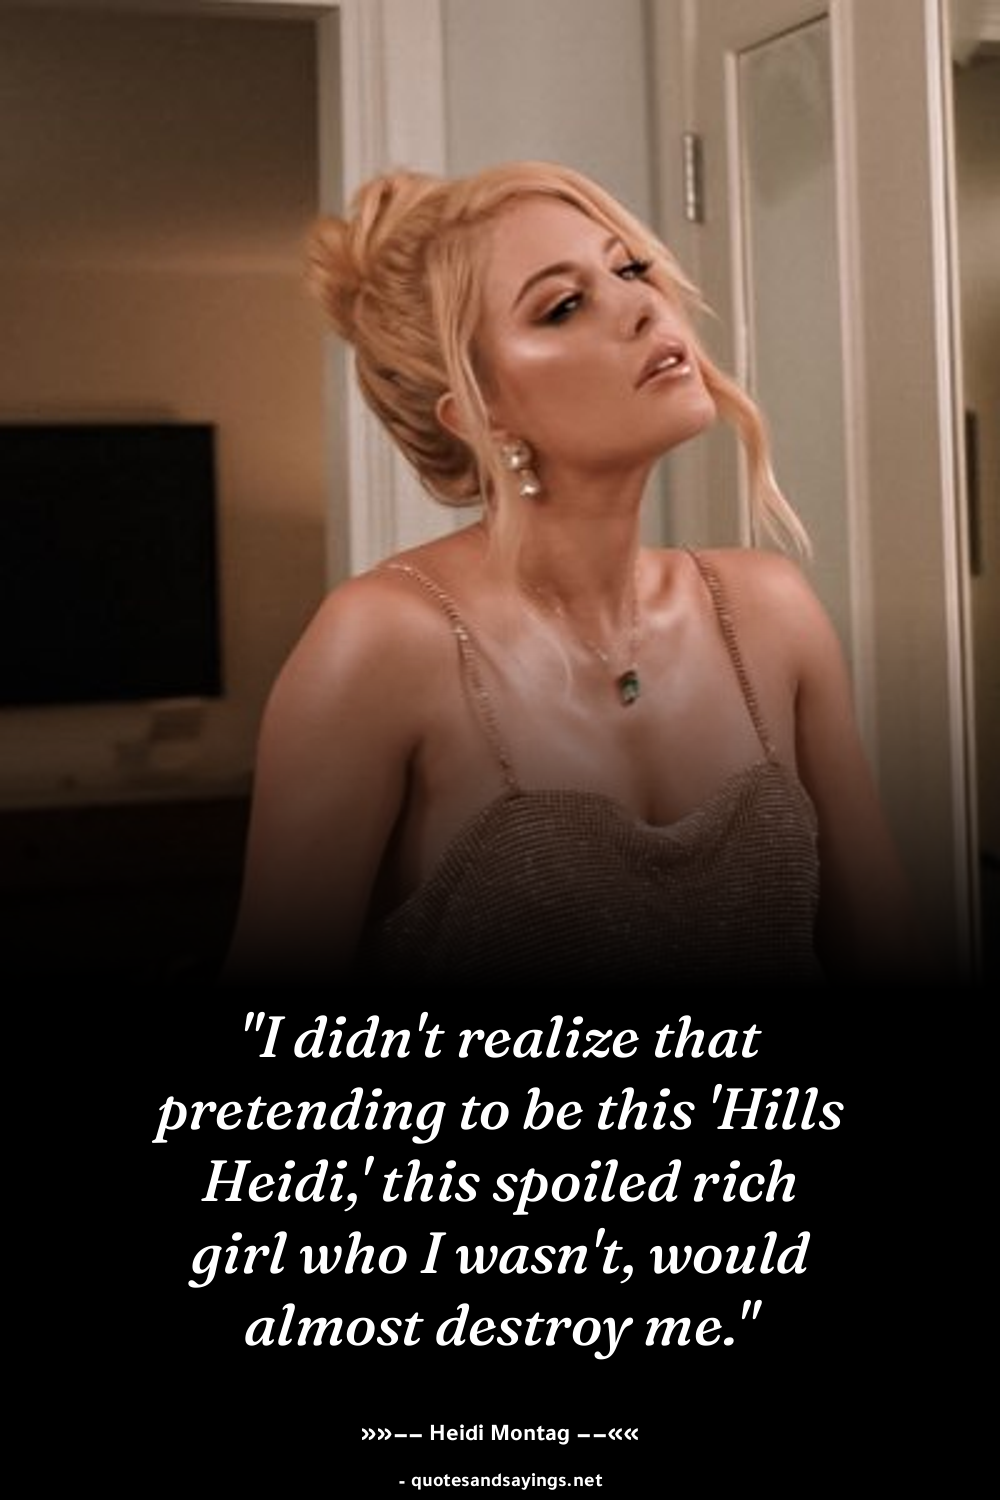 "I didn't realize that
pretending to be this 'Hills
Heidi,' this spoiled rich
girl who I wasn't, would
almost destroy me."
»»–– Heidi Montag ––««
- quotesandsayings.net